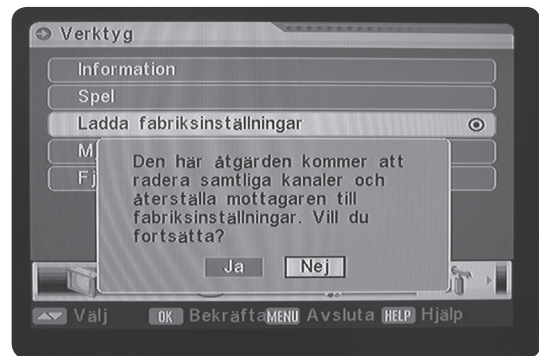 Verktyg
Information
Spel
Ladda fabriksinställningar
M
Fj
Den här åtgärden kommer att
radera samtliga kanaler och
återställa mottagaren till
fabriksinställningar. Vill du
fortsätta?
Ja Nej
Välj OK Bekräfta MENU Avsluta HELP Hjälp